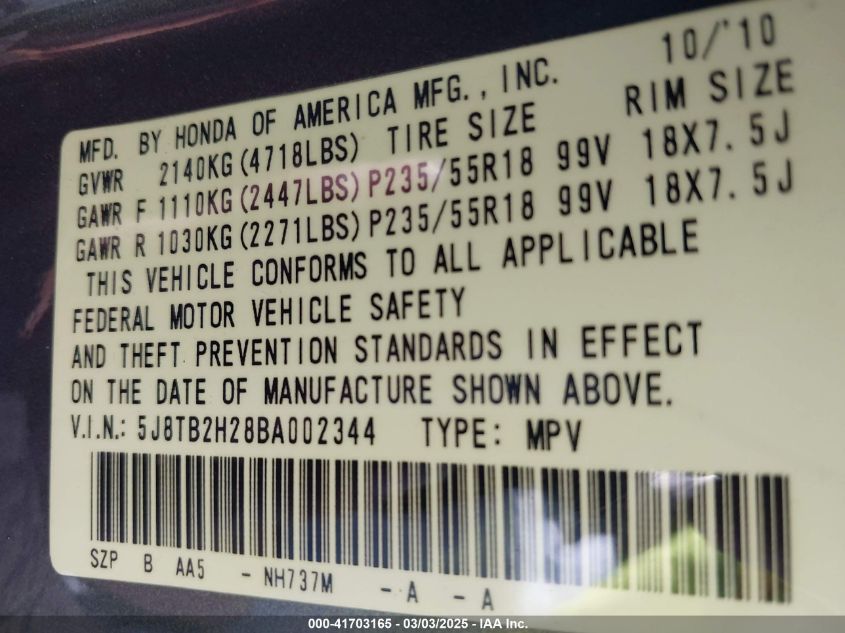 MFD. BY HONDA OF AMERICA MFG., INC. 10/'10
GVWR 2140KG (4718LBS) TIRE SIZE RIM SIZE
GAWR F 1110KG (2447LBS) P235/55R18 99V 18X7.5J
GAWR R 1030KG (2271LBS) P235/55R18 99V 18X7.5J
THIS VEHICLE CONFORMS TO ALL APPLICABLE
FEDERAL MOTOR VEHICLE SAFETY
AND THEFT PREVENTION STANDARDS IN EFFECT
ON THE DATE OF MANUFACTURE SHOWN ABOVE.
V.I.N.: 5J8TB2H28BA002344 TYPE: MPV
SZP B AA5 - NH737M - A - A
000-41703165 - 03/03/2025 - IAA Inc.